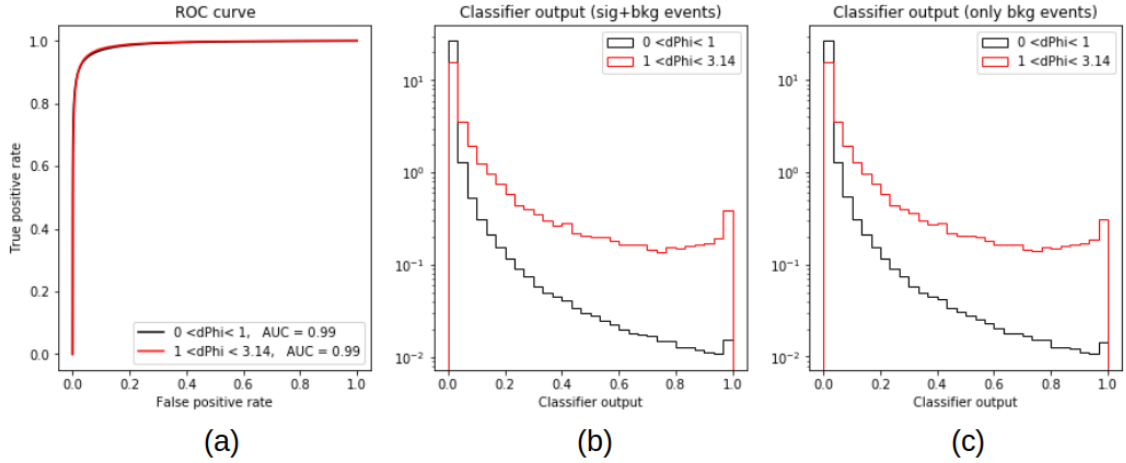 ROC curve
1.0
0.8
0.6
0.4
0.2
0.0
True positive rate
0 <dPhi< 1,   AUC = 0.99
1 <dPhi < 3.14,   AUC = 0.99
0.0 0.2 0.4 0.6 0.8 1.0
False positive rate
(a)
Classifier output (sig+bkg events)
0 <dPhi< 1
1 <dPhi< 3.14
10¹
10⁰
10⁻¹
10⁻²
0.0 0.2 0.4 0.6 0.8 1.0
Classifier output
(b)
Classifier output (only bkg events)
0 <dPhi< 1
1 <dPhi< 3.14
10¹
10⁰
10⁻¹
10⁻²
0.0 0.2 0.4 0.6 0.8 1.0
Classifier output
(c)